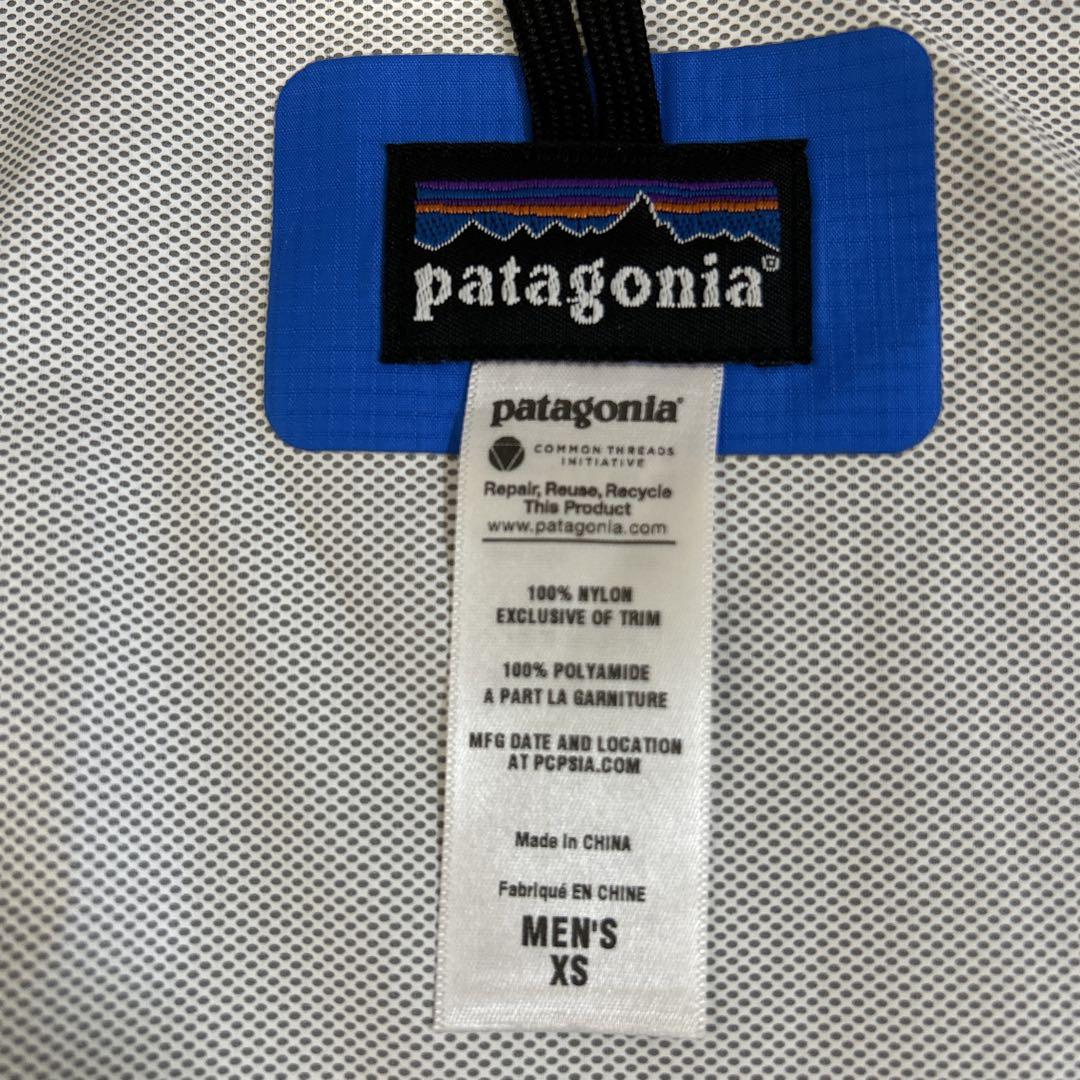 patagonia®
patagonia®
COMMON THREADS
INITIATIVE
Repair, Reuse, Recycle
This Product
www.patagonia.com
100% NYLON
EXCLUSIVE OF TRIM
100% POLYAMIDE
A PART LA GARNITURE
MFG DATE AND LOCATION
AT PCPSIA.COM
Made in CHINA
Fabriqué EN CHINE
MEN'S
XS